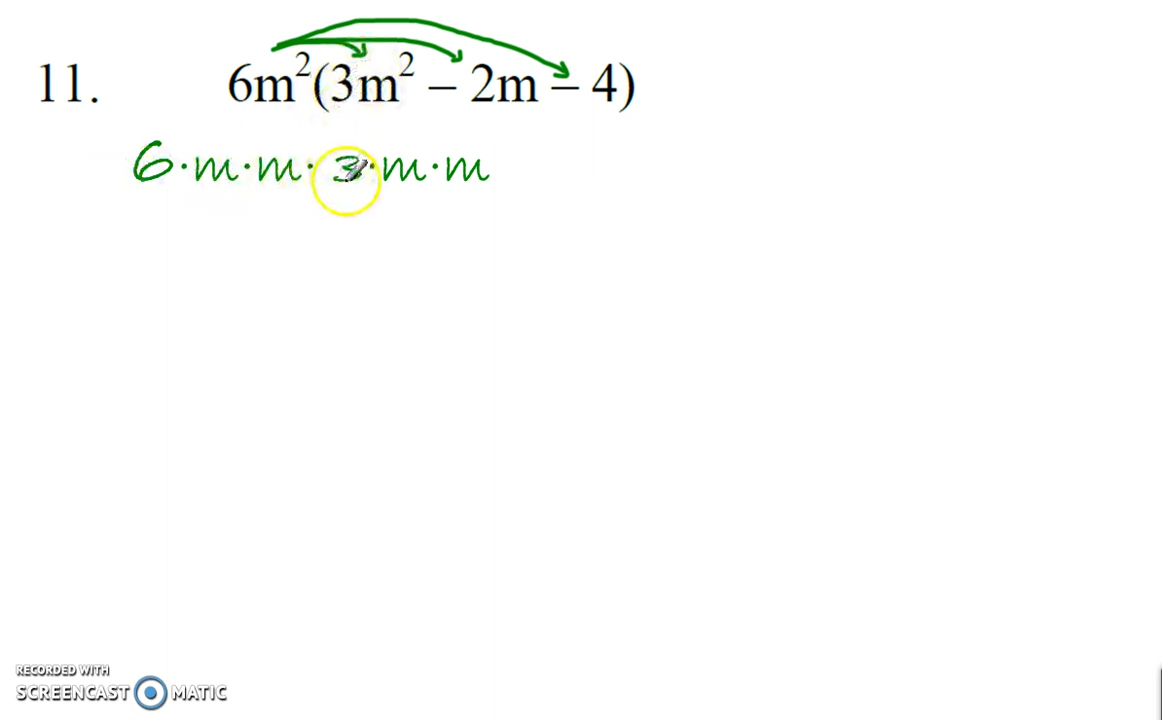 11. 6m²(3m² – 2m – 4)
6·m·m·3·m·m
RECORDED WITH
SCREENCAST MATIC